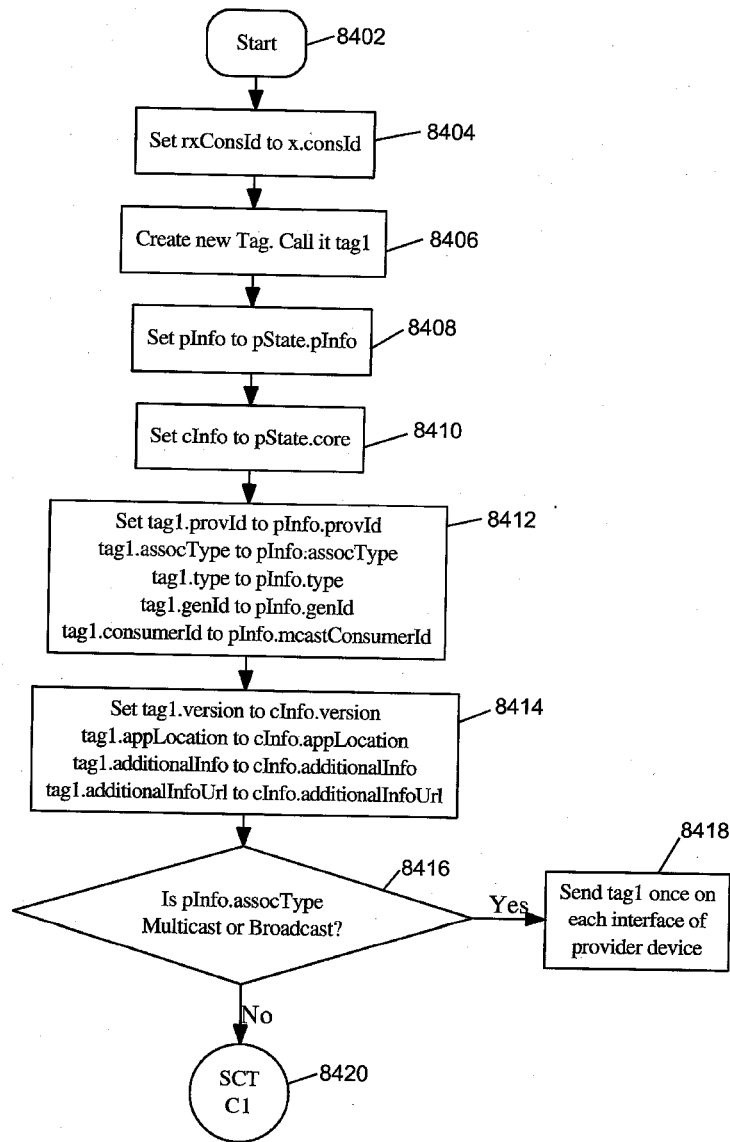 Start
8402
Set rxConsId to x.consId
8404
Create new Tag. Call it tag1
8406
Set pInfo to pState.pInfo
8408
Set cInfo to pState.core
8410
Set tag1.provId to pInfo.provId
tag1.assocType to pInfo.assocType
tag1.type to pInfo.type
tag1.genId to pInfo.genId
tag1.consumerId to pInfo.mcastConsumerId
8412
Set tag1.version to cInfo.version
tag1.appLocation to cInfo.appLocation
tag1.additionalInfo to cInfo.additionalInfo
tag1.additionalInfoUrl to cInfo.additionalInfoUrl
8414
Is pInfo.assocType
Multicast or Broadcast?
8416
Yes
Send tag1 once on
each interface of
provider device
8418
No
SCT
C1
8420